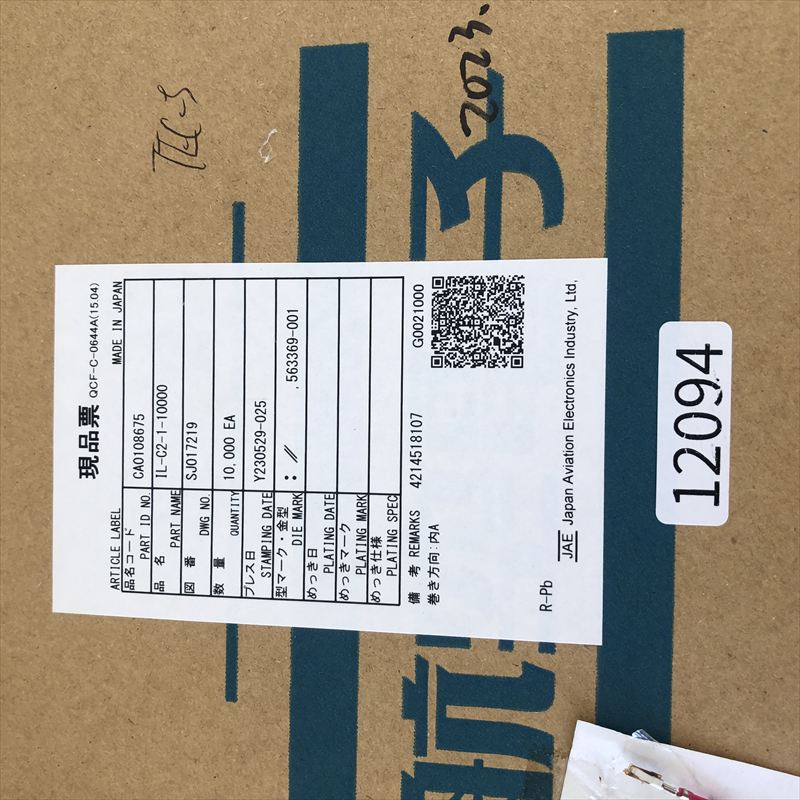 現品票 QCF-C-0644A(15.04)
ARTICLE LABEL MADE IN JAPAN
品名コード PART ID NO. CA0108675
品 名 PART NAME IL-C2-1-10000
図 番 DWG NO. SJ017219
数 量 QUANTITY 10,000 EA
プレス日 STAMPING DATE Y230529-025
型マーク・金型 DIE MARK : // .563369-001
めっき日 PLATING DATE
めっきマーク PLATING MARK
めっき仕様 PLATING SPEC
備 考 REMARKS 4214518107 G0021000
巻き方向:内A
R-Pb
JAE Japan Aviation Electronics Industry, Ltd.
12094
2023.
航
子